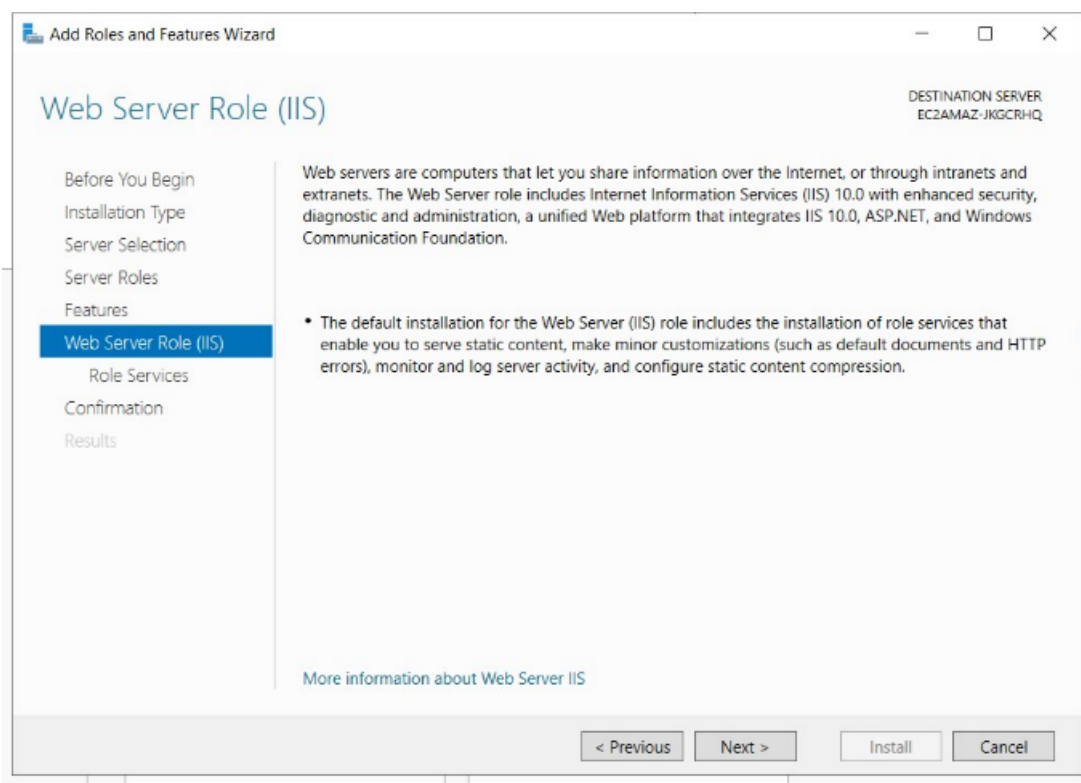 Add Roles and Features Wizard
Web Server Role (IIS)
DESTINATION SERVER
EC2AMAZ-JKGCRHQ
Before You Begin
Installation Type
Server Selection
Server Roles
Features
Web Server Role (IIS)
Role Services
Confirmation
Results
Web servers are computers that let you share information over the Internet, or through intranets and
extranets. The Web Server role includes Internet Information Services (IIS) 10.0 with enhanced security,
diagnostic and administration, a unified Web platform that integrates IIS 10.0, ASP.NET, and Windows
Communication Foundation.
• The default installation for the Web Server (IIS) role includes the installation of role services that
enable you to serve static content, make minor customizations (such as default documents and HTTP
errors), monitor and log server activity, and configure static content compression.
More information about Web Server IIS
< Previous
Next >
Install
Cancel